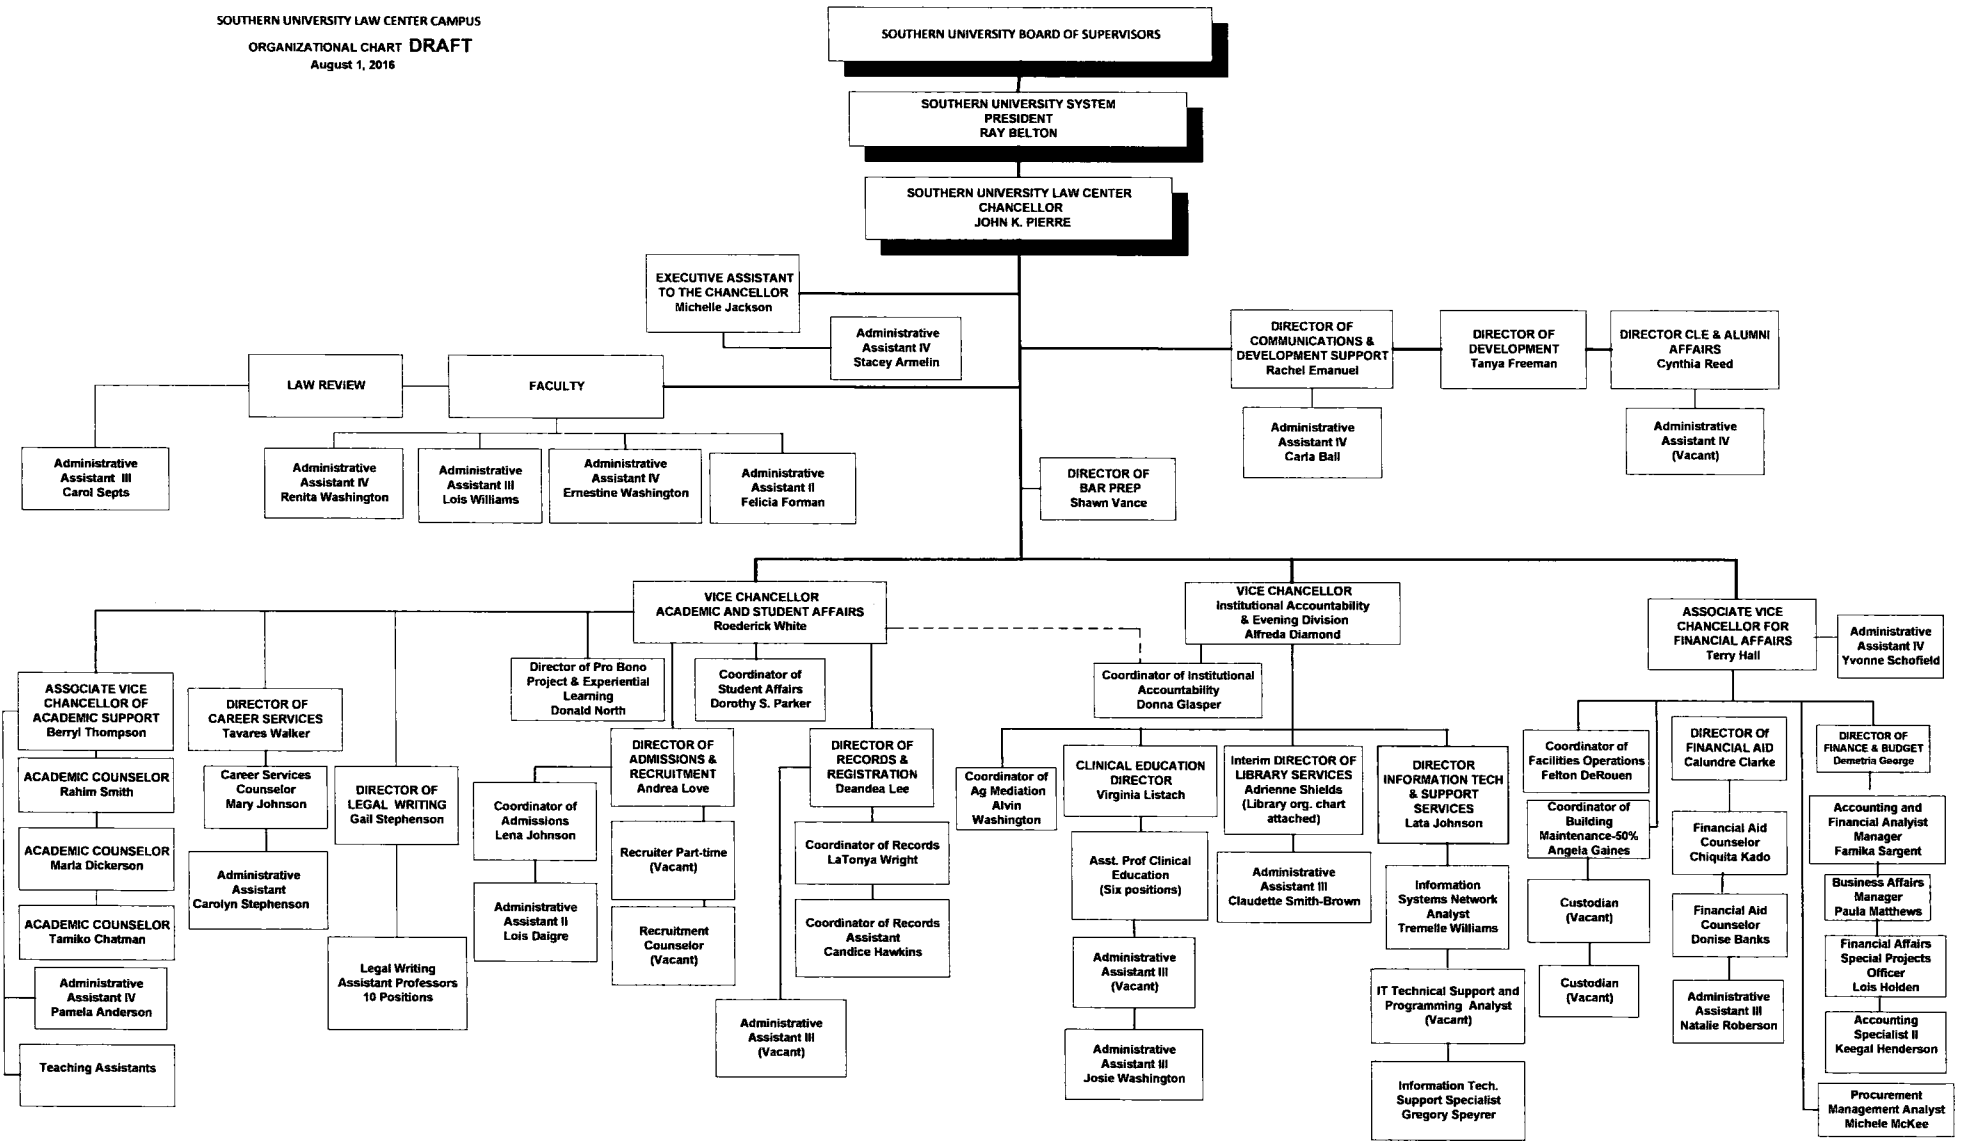 SOUTHERN UNIVERSITY LAW CENTER CAMPUS
ORGANIZATIONAL CHART DRAFT
August 1, 2016
SOUTHERN UNIVERSITY BOARD OF SUPERVISORS
SOUTHERN UNIVERSITY SYSTEM
PRESIDENT
RAY BELTON
SOUTHERN UNIVERSITY LAW CENTER
CHANCELLOR
JOHN K. PIERRE
EXECUTIVE ASSISTANT
TO THE CHANCELLOR
Michelle Jackson
Administrative
Assistant IV
Stacey Armelin
DIRECTOR OF
COMMUNICATIONS &
DEVELOPMENT SUPPORT
Rachel Emanuel
DIRECTOR OF
DEVELOPMENT
Tanya Freeman
DIRECTOR CLE & ALUMNI
AFFAIRS
Cynthia Reed
LAW REVIEW
FACULTY
Administrative
Assistant IV
Carla Ball
Administrative
Assistant IV
(Vacant)
Administrative
Assistant III
Carol Septs
Administrative
Assistant IV
Renita Washington
Administrative
Assistant III
Lois Williams
Administrative
Assistant IV
Ernestine Washington
Administrative
Assistant II
Felicia Forman
DIRECTOR OF
BAR PREP
Shawn Vance
VICE CHANCELLOR
ACADEMIC AND STUDENT AFFAIRS
Roederick White
VICE CHANCELLOR
Institutional Accountability
& Evening Division
Alfreda Diamond
ASSOCIATE VICE
CHANCELLOR FOR
FINANCIAL AFFAIRS
Terry Hall
Administrative
Assistant IV
Yvonne Schofield
ASSOCIATE VICE
CHANCELLOR OF
ACADEMIC SUPPORT
Berryl Thompson
ACADEMIC COUNSELOR
Rahim Smith
ACADEMIC COUNSELOR
Marla Dickerson
ACADEMIC COUNSELOR
Tamiko Chatman
Administrative
Assistant IV
Pamela Anderson
Teaching Assistants
DIRECTOR OF
CAREER SERVICES
Tavares Walker
Career Services
Counselor
Mary Johnson
Administrative
Assistant
Carolyn Stephenson
DIRECTOR OF
LEGAL WRITING
Gail Stephenson
Legal Writing
Assistant Professors
10 Positions
Director of Pro Bono
Project & Experiential
Learning
Donald North
Coordinator of
Student Affairs
Dorothy S. Parker
DIRECTOR OF
ADMISSIONS &
RECRUITMENT
Andrea Love
Coordinator of
Admissions
Lena Johnson
Administrative
Assistant II
Lois Daigre
Recruiter Part-time
(Vacant)
Recruitment
Counselor
(Vacant)
DIRECTOR OF
RECORDS &
REGISTRATION
Deandea Lee
Coordinator of Records
LaTonya Wright
Coordinator of Records
Assistant
Candice Hawkins
Administrative
Assistant III
(Vacant)
Coordinator of Institutional
Accountability
Donna Glasper
Coordinator of
Ag Mediation
Alvin
Washington
CLINICAL EDUCATION
DIRECTOR
Virginia Listach
Asst. Prof Clinical
Education
(Six positions)
Administrative
Assistant III
(Vacant)
Administrative
Assistant III
Josie Washington
Interim DIRECTOR OF
LIBRARY SERVICES
Adrienne Shields
(Library org. chart
attached)
Administrative
Assistant III
Claudette Smith-Brown
DIRECTOR
INFORMATION TECH
& SUPPORT
SERVICES
Lata Johnson
Information
Systems Network
Analyst
Tremelle Williams
IT Technical Support and
Programming Analyst
(Vacant)
Information Tech.
Support Specialist
Gregory Speyrer
Coordinator of
Facilities Operations
Felton DeRouen
Coordinator of
Building
Maintenance-50%
Angela Gaines
Custodian
(Vacant)
Custodian
(Vacant)
DIRECTOR OF
FINANCIAL AID
Calundre Clarke
Financial Aid
Counselor
Chiquita Kado
Financial Aid
Counselor
Donise Banks
Administrative
Assistant III
Natalie Roberson
DIRECTOR OF
FINANCE & BUDGET
Demetria George
Accounting and
Financial Analyist
Manager
Famika Sargent
Business Affairs
Manager
Paula Matthews
Financial Affairs
Special Projects
Officer
Lois Holden
Accounting
Specialist II
Keegal Henderson
Procurement
Management Analyst
Michele McKee